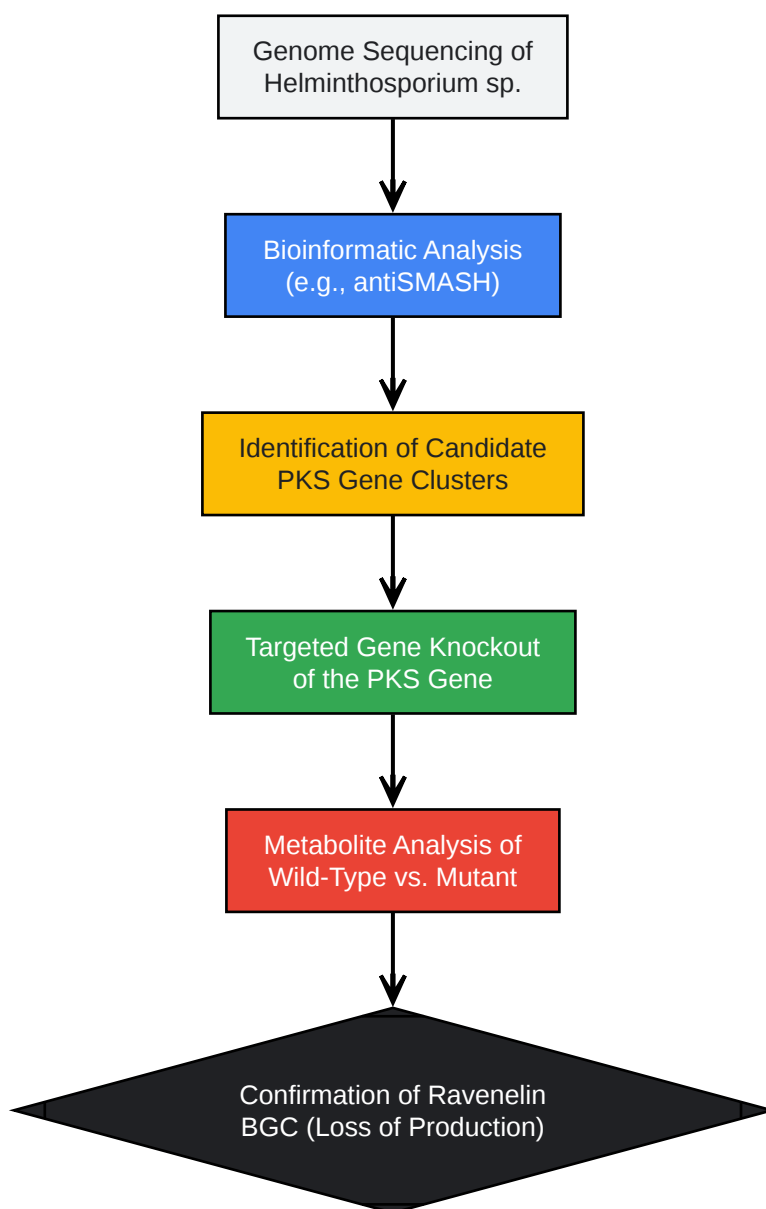 Genome Sequencing of
Helminthosporium sp.
Bioinformatic Analysis
(e.g., antiSMASH)
Identification of Candidate
PKS Gene Clusters
Targeted Gene Knockout
of the PKS Gene
Metabolite Analysis of
Wild-Type vs. Mutant
Confirmation of Ravenelin
BGC (Loss of Production)